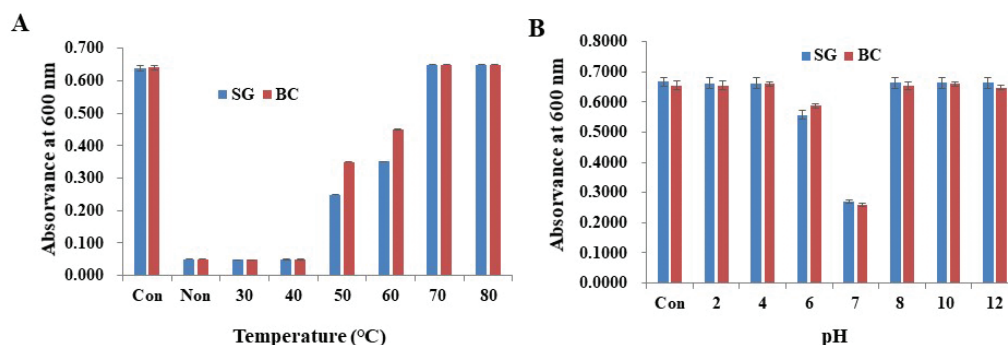 A
Absorvance at 600 nm
0.700
0.600
0.500
0.400
0.300
0.200
0.100
0.000
SG BC
Con Non 30 40 50 60 70 80
Temperature (°C)
B
Absorvance at 600 nm
0.8000
0.7000
0.6000
0.5000
0.4000
0.3000
0.2000
0.1000
0.0000
SG BC
Con 2 4 6 7 8 10 12
pH